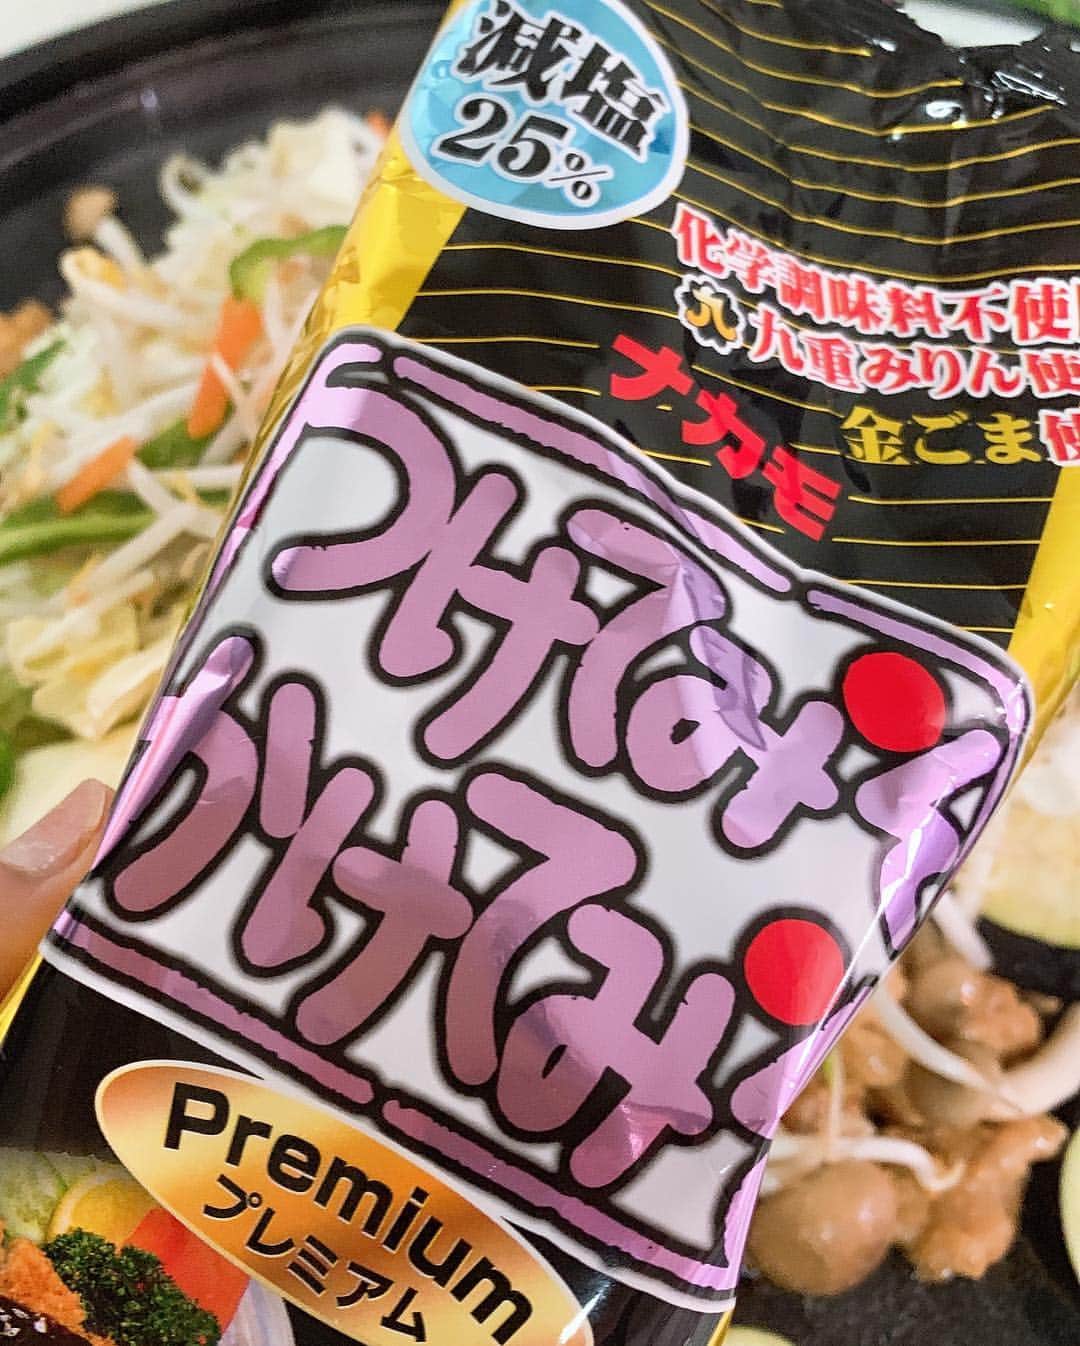 減塩
25%
化学調味料不使用
九 九重みりん使
金ごま使
ナカモ
つけてみそ
かけてみそ
Premium
プレミアム